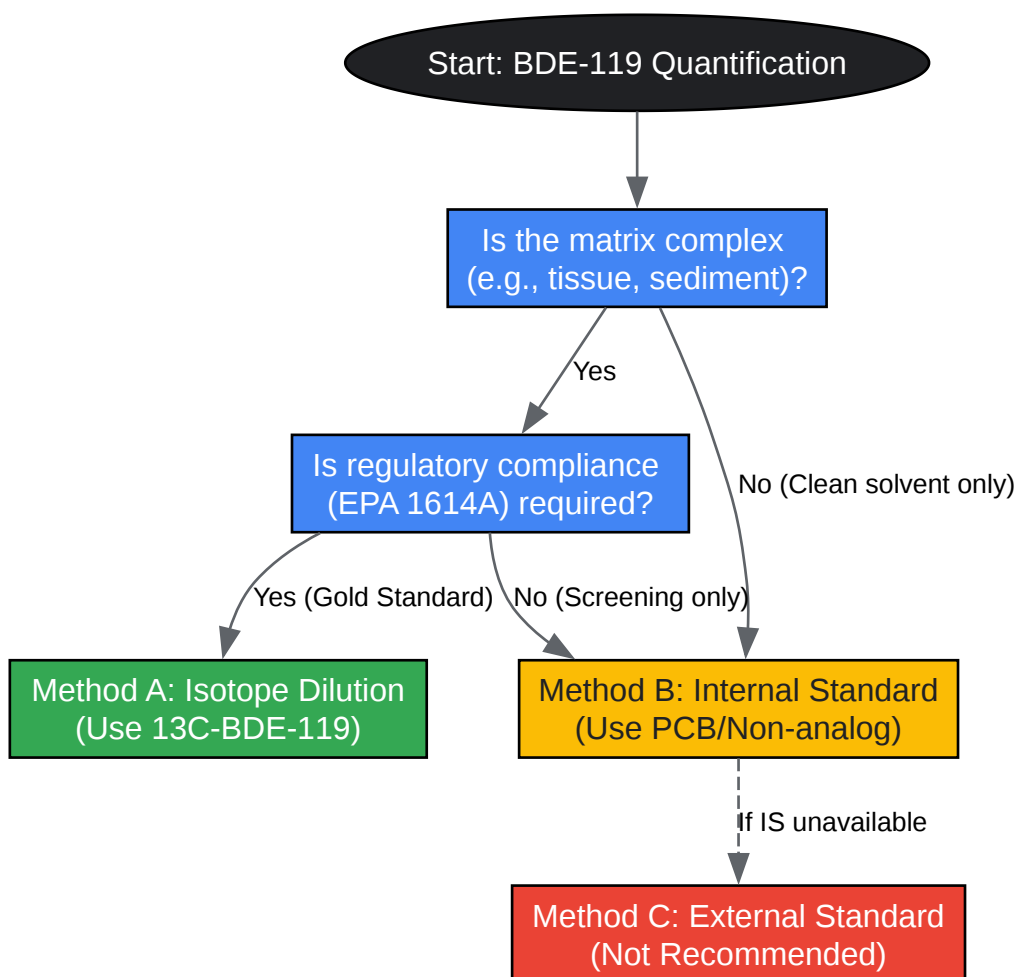 Start: BDE-119 Quantification
Is the matrix complex
(e.g., tissue, sediment)?
Yes
Is regulatory compliance
(EPA 1614A) required?
No (Clean solvent only)
Yes (Gold Standard)
No (Screening only)
Method A: Isotope Dilution
(Use 13C-BDE-119)
Method B: Internal Standard
(Use PCB/Non-analog)
If IS unavailable
Method C: External Standard
(Not Recommended)